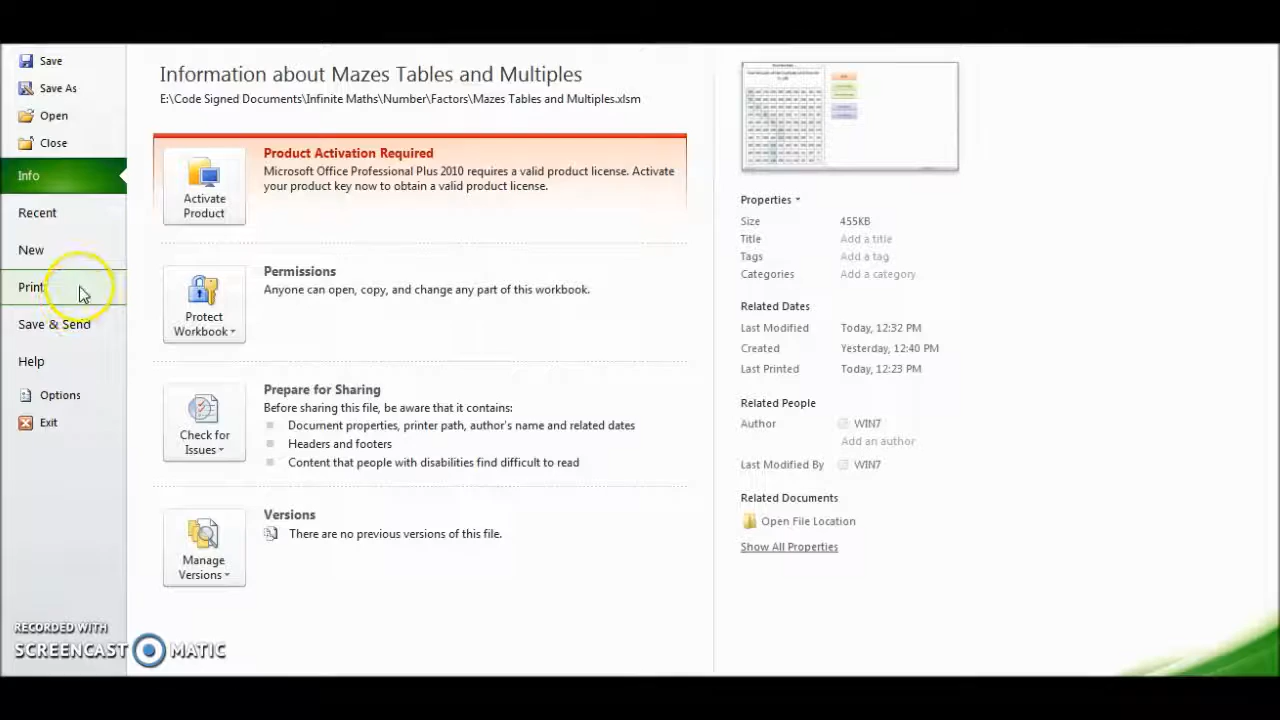 Save
Save As
Open
Close
Info
Recent
New
Print
Save & Send
Help
Options
Exit
RECORDED WITH
SCREENCAST MATIC
Information about Mazes Tables and Multiples
E:\Code Signed Documents\Infinite Maths\Number\Factors\Mazes Tables and Multiples.xlsm
Activate
Product
Product Activation Required
Microsoft Office Professional Plus 2010 requires a valid product license. Activate
your product key now to obtain a valid product license.
Protect
Workbook
Permissions
Anyone can open, copy, and change any part of this workbook.
Check for
Issues
Prepare for Sharing
Before sharing this file, be aware that it contains:
Document properties, printer path, author's name and related dates
Headers and footers
Content that people with disabilities find difficult to read
Manage
Versions
Versions
There are no previous versions of this file.
Properties
Size 455KB
Title Add a title
Tags Add a tag
Categories Add a category
Related Dates
Last Modified Today, 12:32 PM
Created Yesterday, 12:40 PM
Last Printed Today, 12:23 PM
Related People
Author WIN7
Add an author
Last Modified By WIN7
Related Documents
Open File Location
Show All Properties